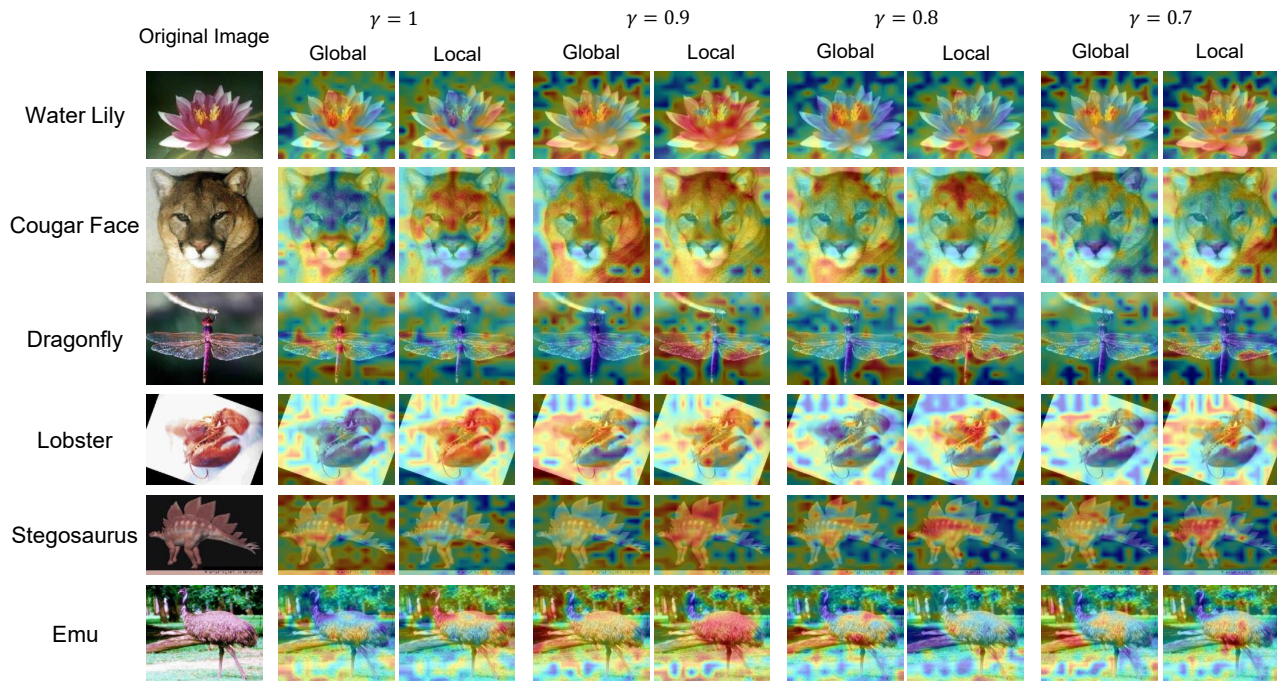 Original Image
γ = 1
γ = 0.9
γ = 0.8
γ = 0.7
Global Local Global Local Global Local Global Local
Water Lily
Cougar Face
Dragonfly
Lobster
Stegosaurus
Emu